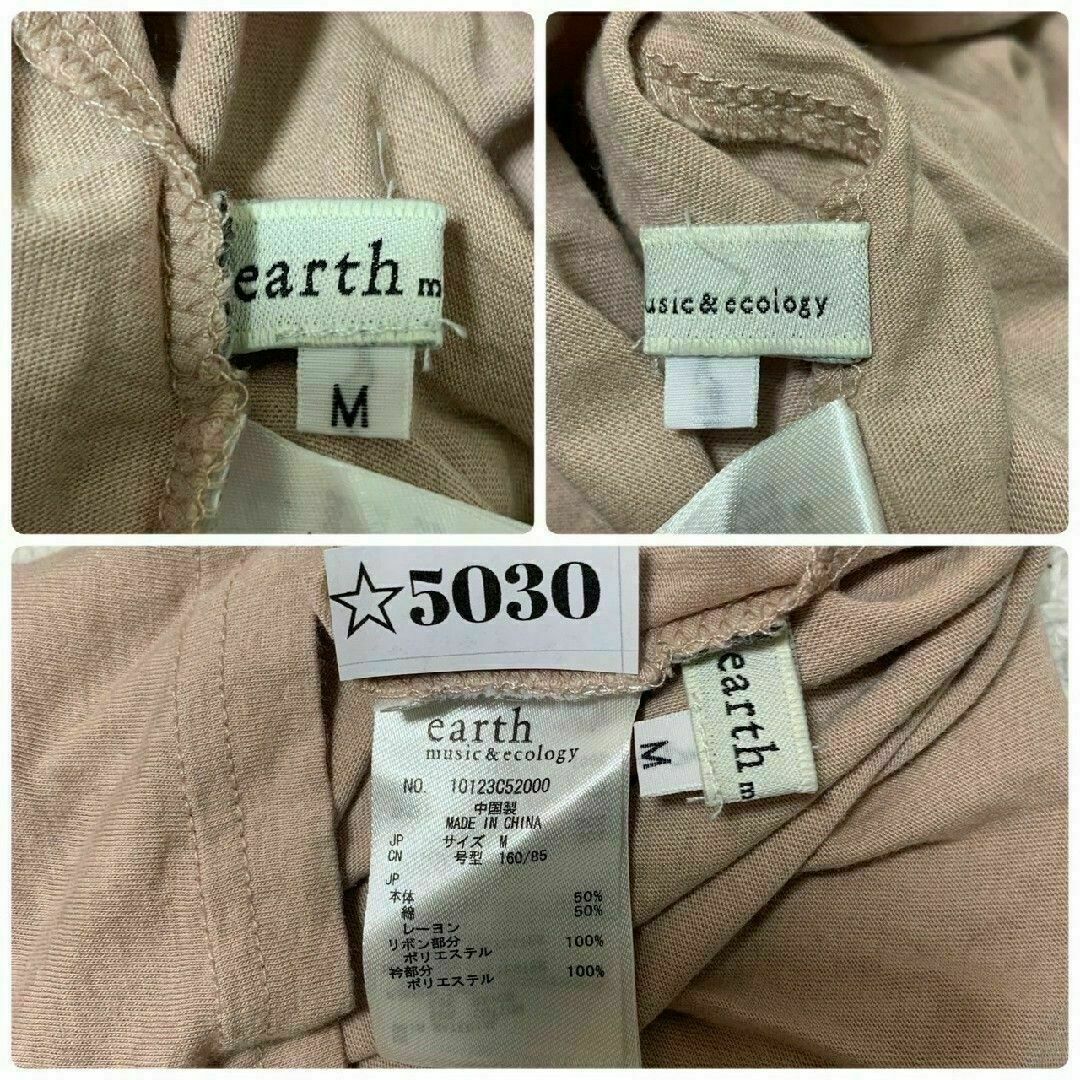 earth m
M
usic & ecology
☆5030
earth
music & ecology
NO. 10123C52000
中国製
MADE IN CHINA
JP サイズ M
CN 号型 160/85
JP
本体 50%
綿 50%
レーヨン
リボン部分 100%
ポリエステル
衿部分 100%
ポリエステル
earth m
M